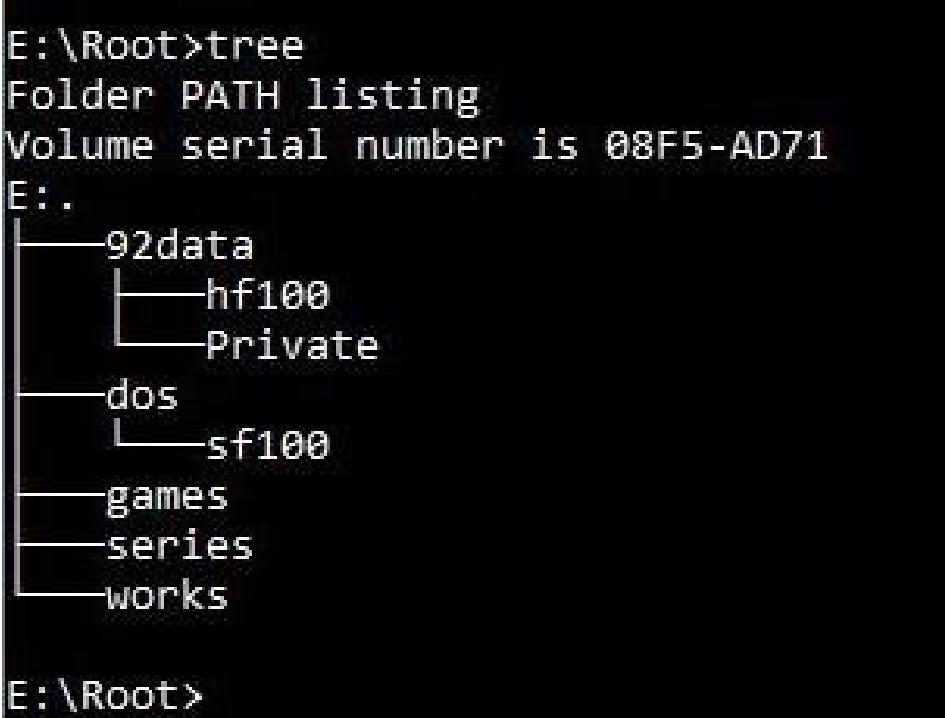 E:\Root>tree
Folder PATH listing
Volume serial number is 08F5-AD71
E:.
├───92data
│   ├───hf100
│   └───Private
├───dos
│   └───sf100
├───games
├───series
└───works
E:\Root>